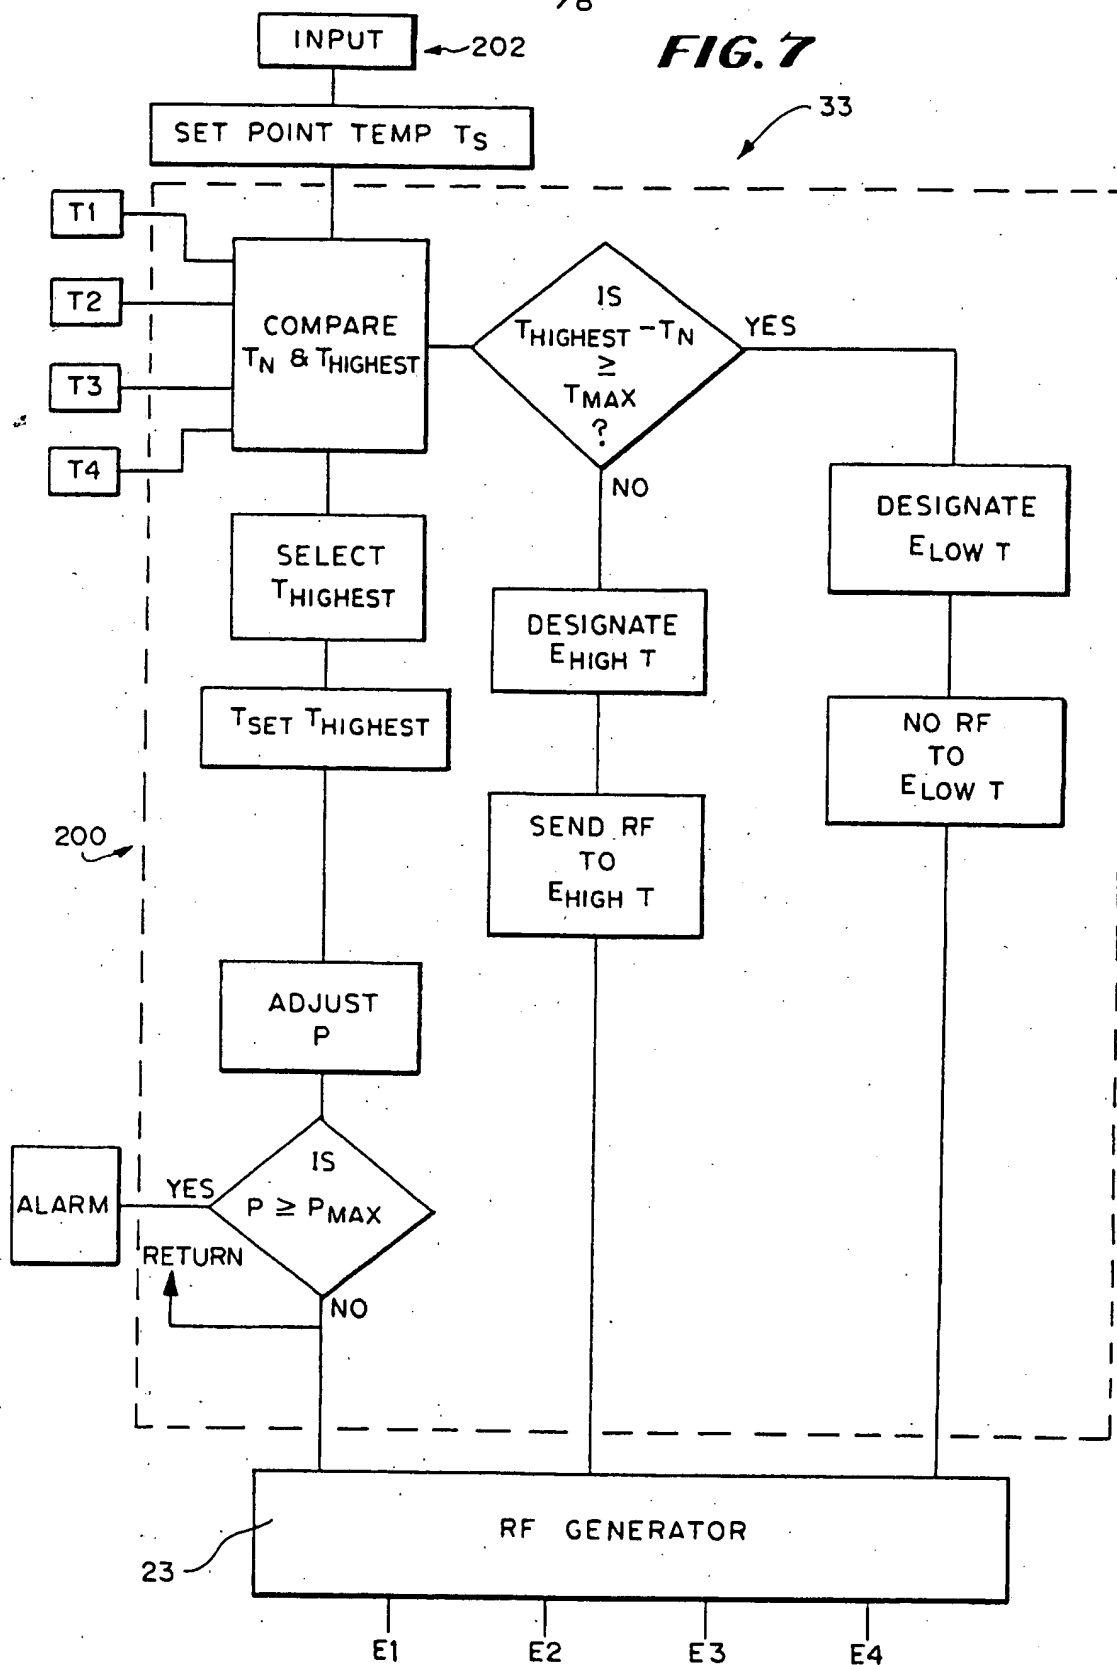 /8
INPUT
202
FIG. 7
33
SET POINT TEMP TS
T1
T2
T3
T4
COMPARE
TN & THIGHEST
IS
THIGHEST - TN
≥
TMAX
?
YES
NO
SELECT
THIGHEST
DESIGNATE
EHIGH T
DESIGNATE
ELOW T
TSET THIGHEST
NO RF
TO
ELOW T
SEND RF
TO
EHIGH T
200
ADJUST
P
IS
P ≥ PMAX
YES
ALARM
RETURN
NO
RF GENERATOR
23
E1
E2
E3
E4